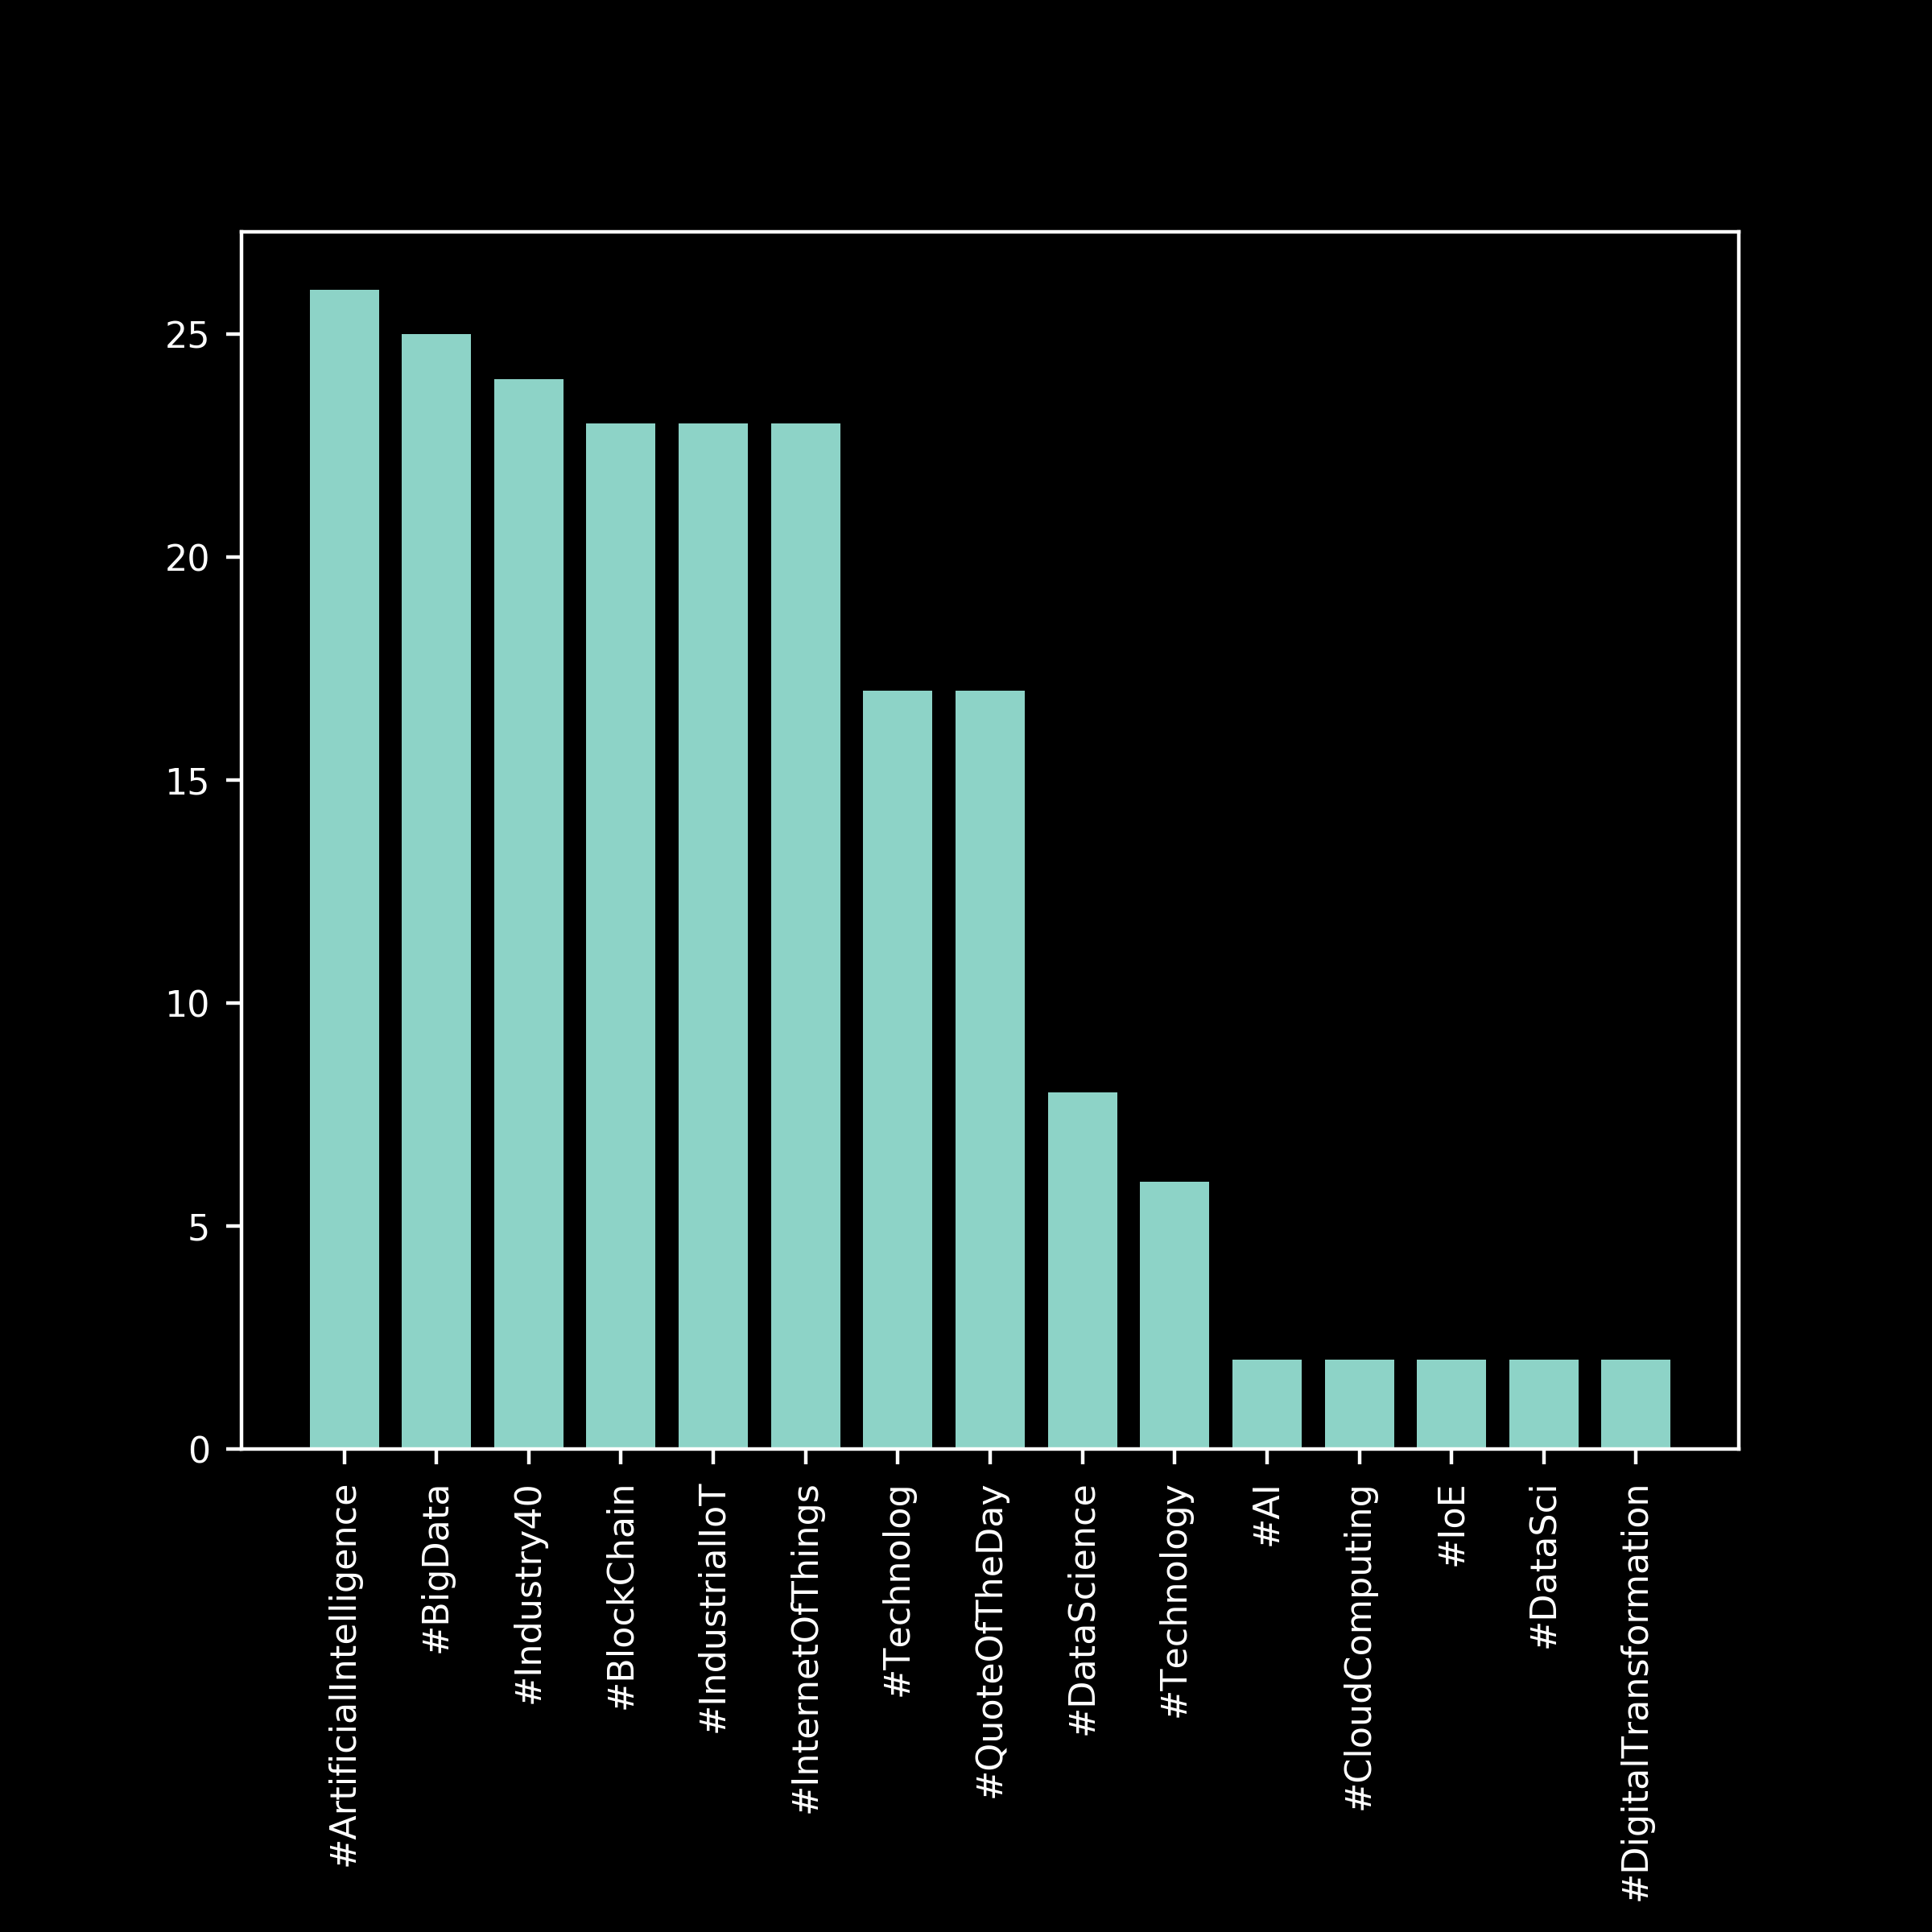 25
20
15
10
5
0
#ArtificialIntelligence
#BigData
#Industry40
#BlockChain
#IndustrialIoT
#InternetOfThings
#Technolog
#QuoteOfTheDay
#DataScience
#Technology
#AI
#CloudComputing
#IoE
#DataSci
#DigitalTransformation